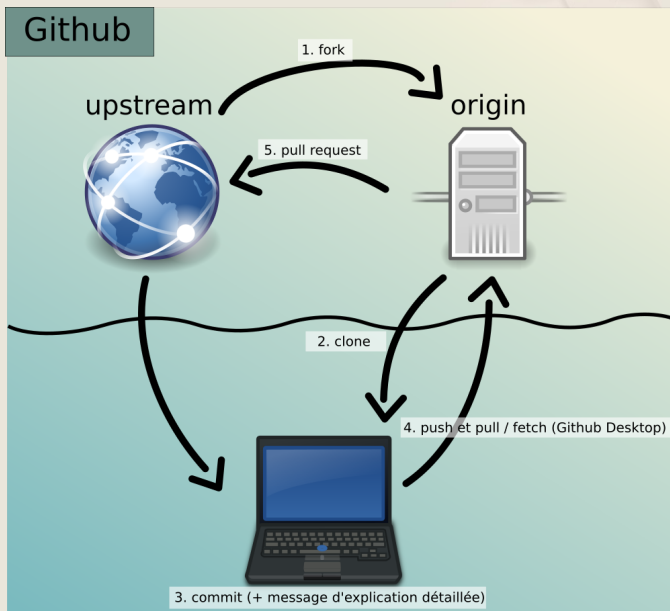 Github
1. fork
upstream
origin
5. pull request
2. clone
4. push et pull / fetch (Github Desktop)
3. commit (+ message d'explication détaillée)